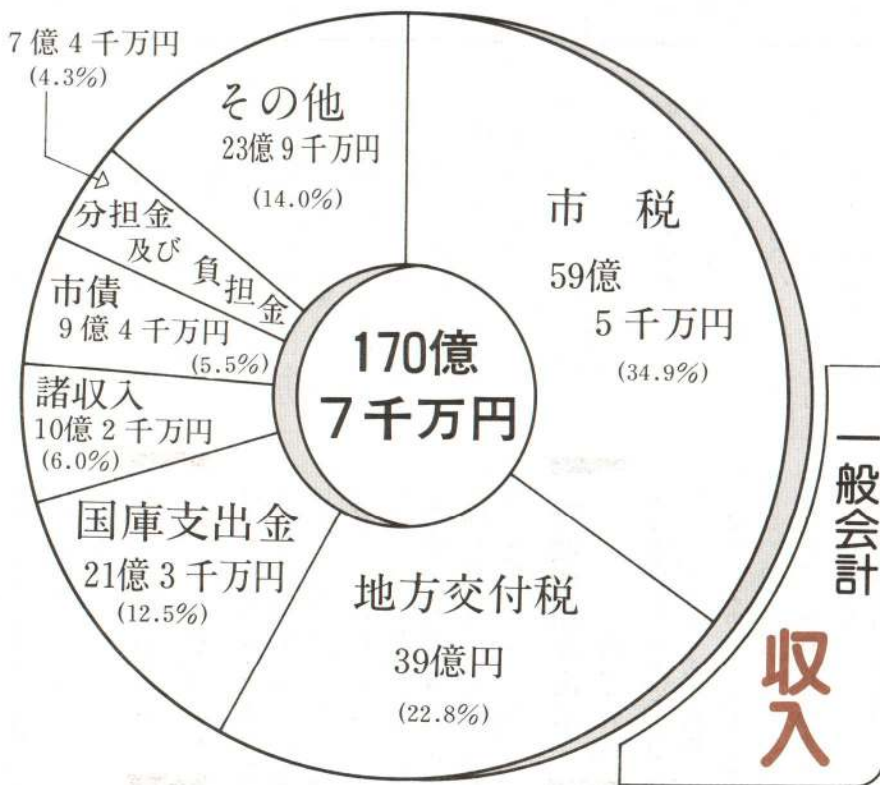 7億4千万円
(4.3%)
その他
23億9千万円
(14.0%)
市税
59億
5千万円
(34.9%)
分担金
及び
負担金
市債
9億4千万円
(5.5%)
170億
7千万円
諸収入
10億2千万円
(6.0%)
国庫支出金
21億3千万円
(12.5%)
地方交付税
39億円
(22.8%)
一般会計
収入